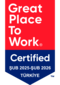 Great
Place
To
Work®
Certified
ŞUB 2025-ŞUB 2026
TÜRKİYE